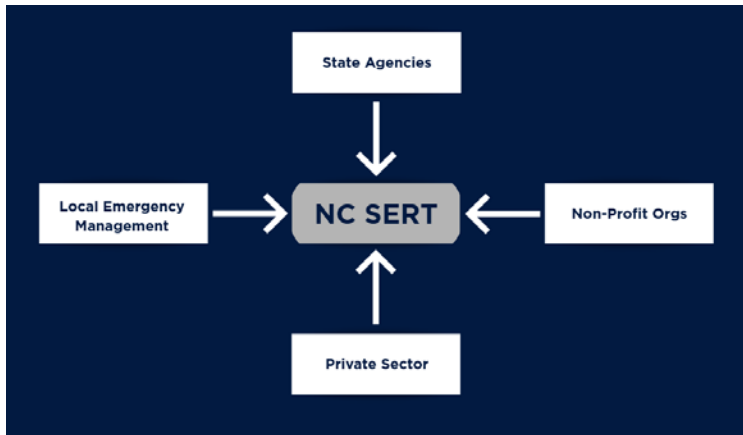 State Agencies
Local Emergency
Management
NC SERT
Non-Profit Orgs
Private Sector